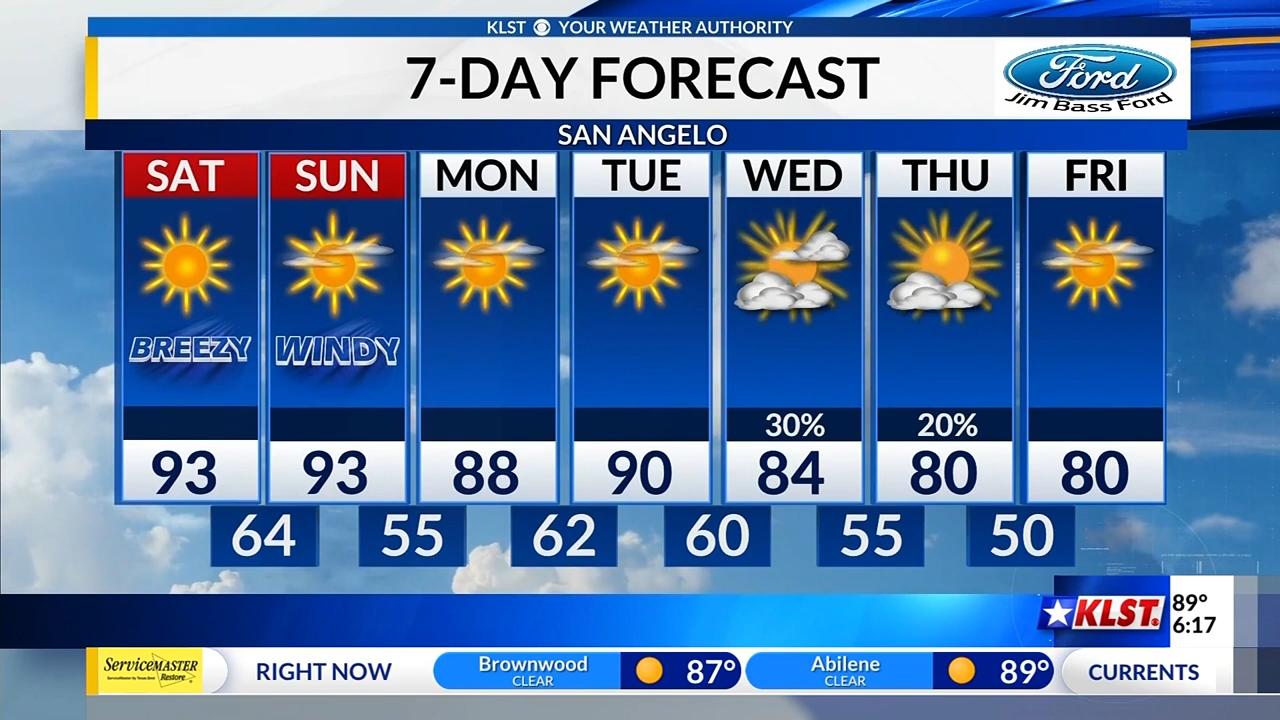 KLST YOUR WEATHER AUTHORITY
7-DAY FORECAST
Ford
Jim Bass Ford
SAN ANGELO
SAT SUN MON TUE WED THU FRI
BREEZY WINDY
30% 20%
93 93 88 90 84 80 80
64 55 62 60 55 50
KLST
89°
6:17
ServiceMASTER
Restore
RIGHT NOW
Brownwood
CLEAR
87°
Abilene
CLEAR
89°
CURRENTS